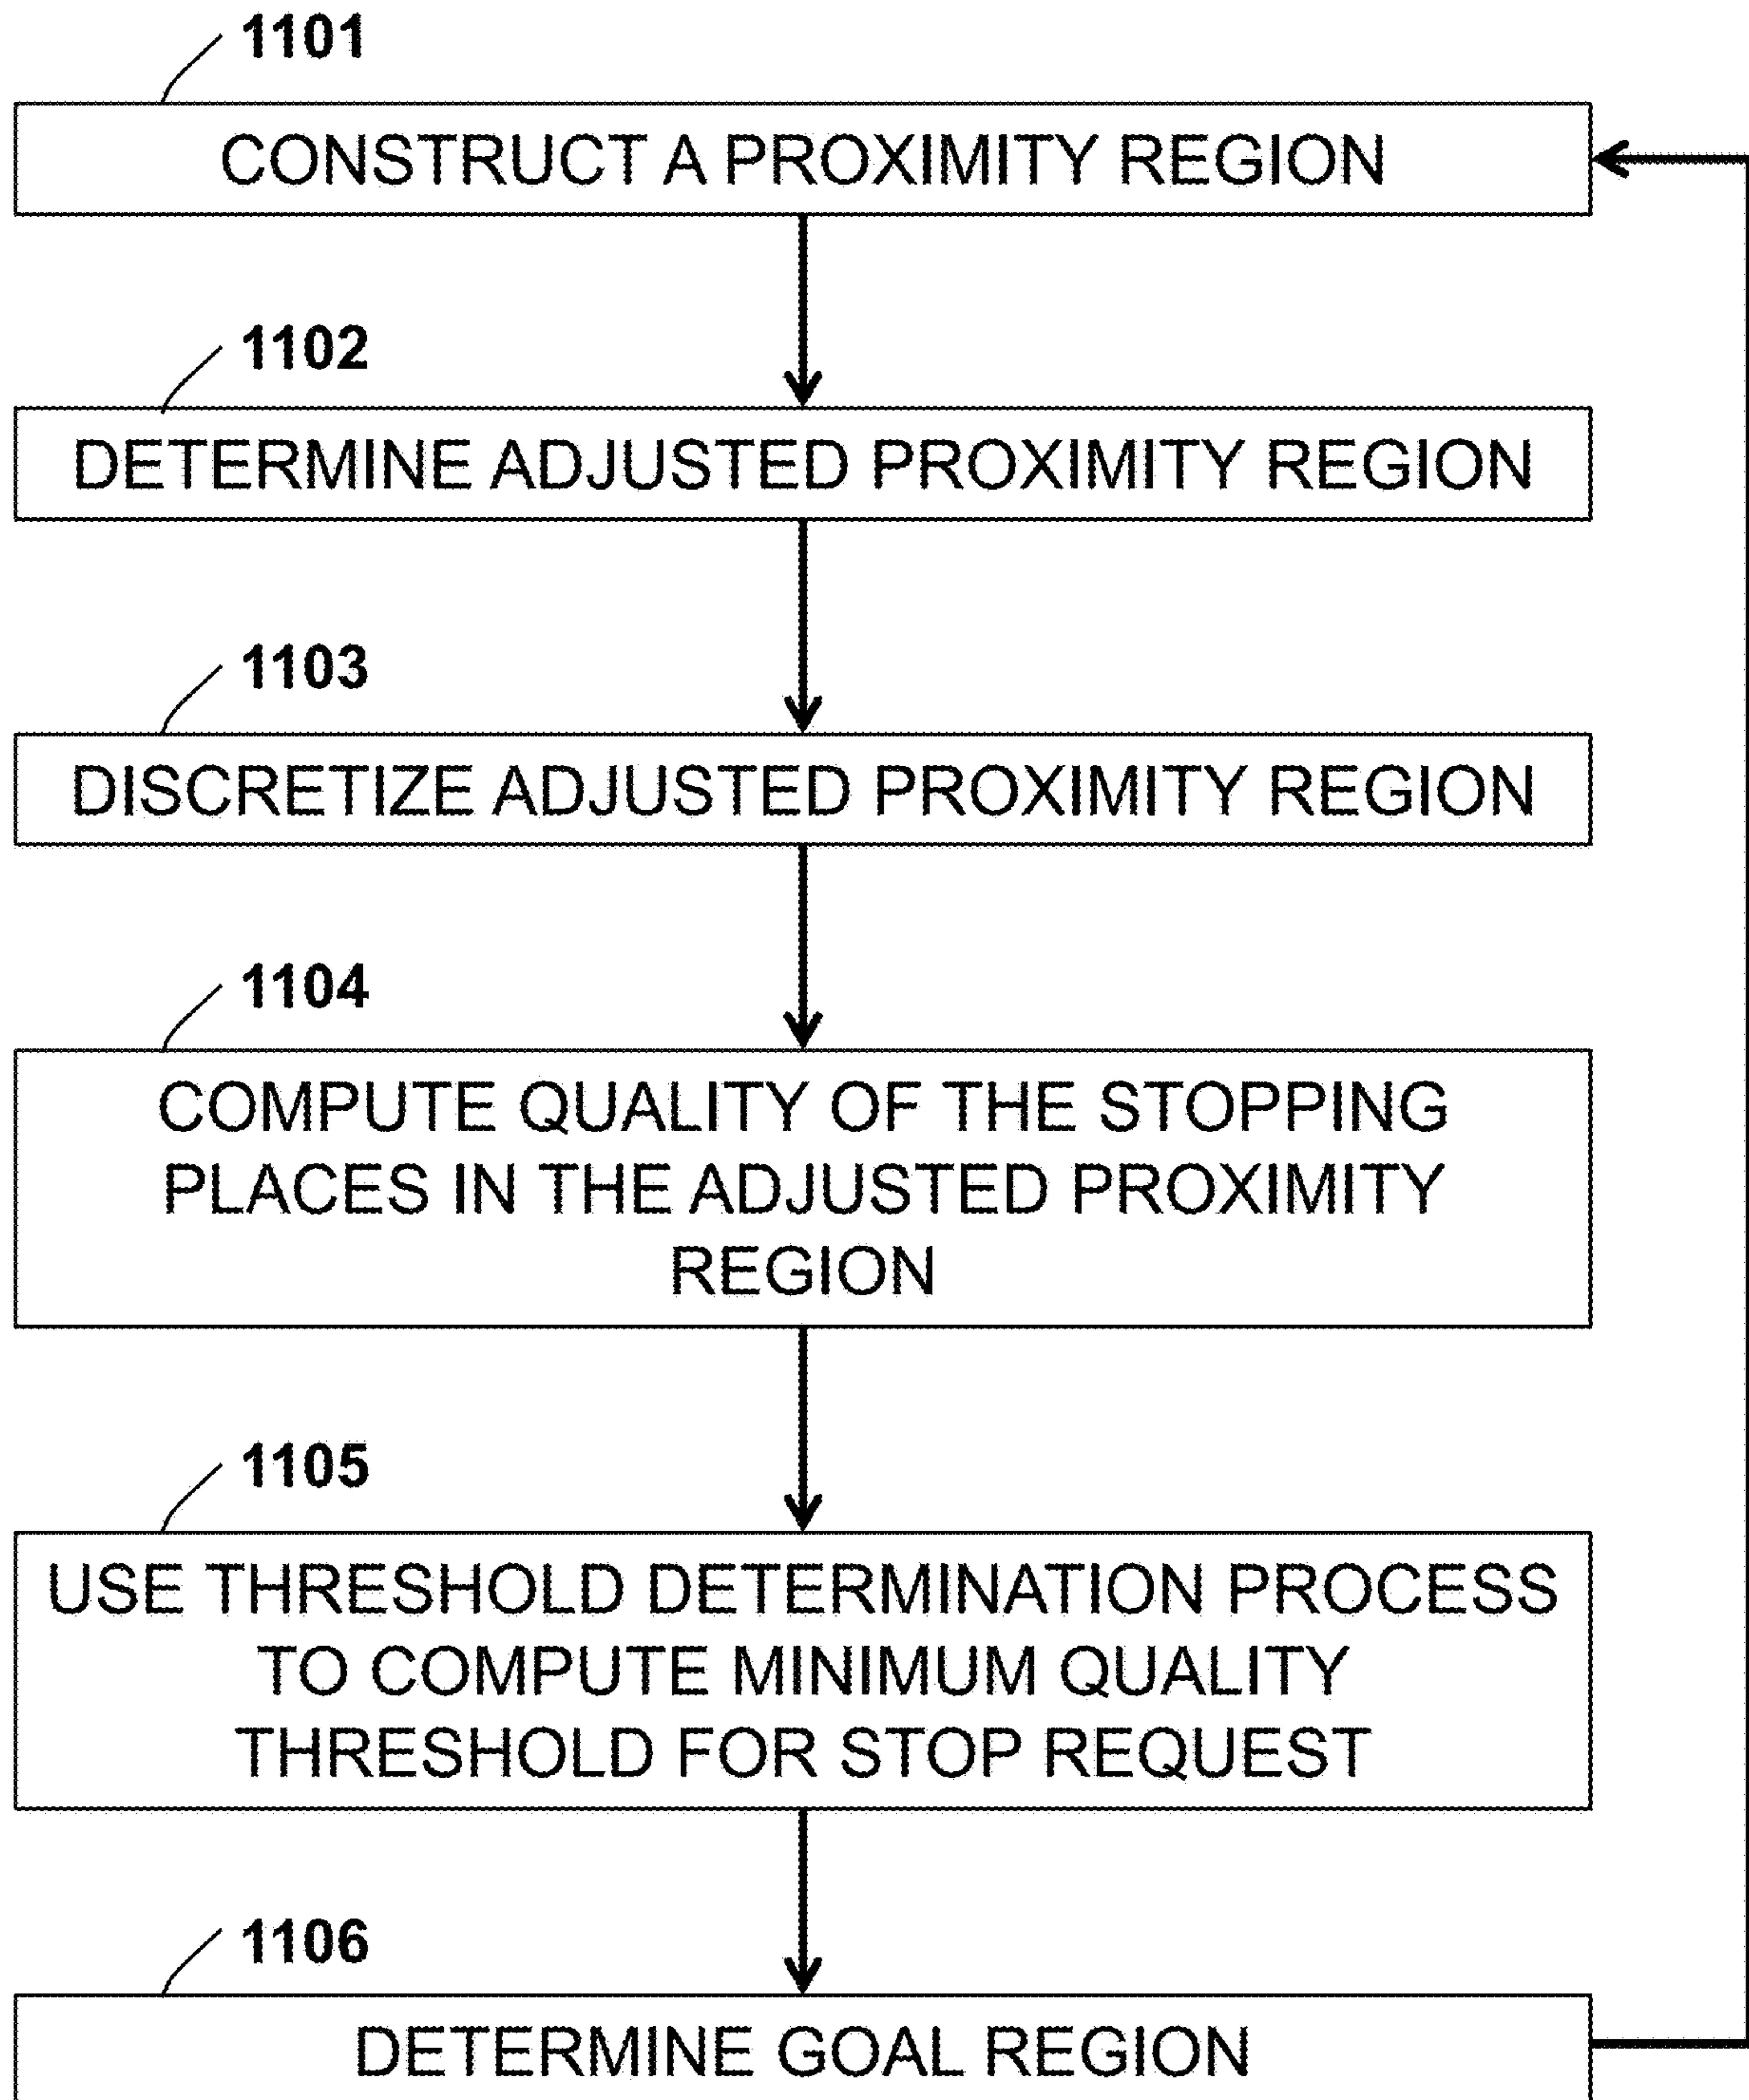 1101
CONSTRUCT A PROXIMITY REGION
1102
DETERMINE ADJUSTED PROXIMITY REGION
1103
DISCRETIZE ADJUSTED PROXIMITY REGION
1104
COMPUTE QUALITY OF THE STOPPING
PLACES IN THE ADJUSTED PROXIMITY
REGION
1105
USE THRESHOLD DETERMINATION PROCESS
TO COMPUTE MINIMUM QUALITY
THRESHOLD FOR STOP REQUEST
1106
DETERMINE GOAL REGION